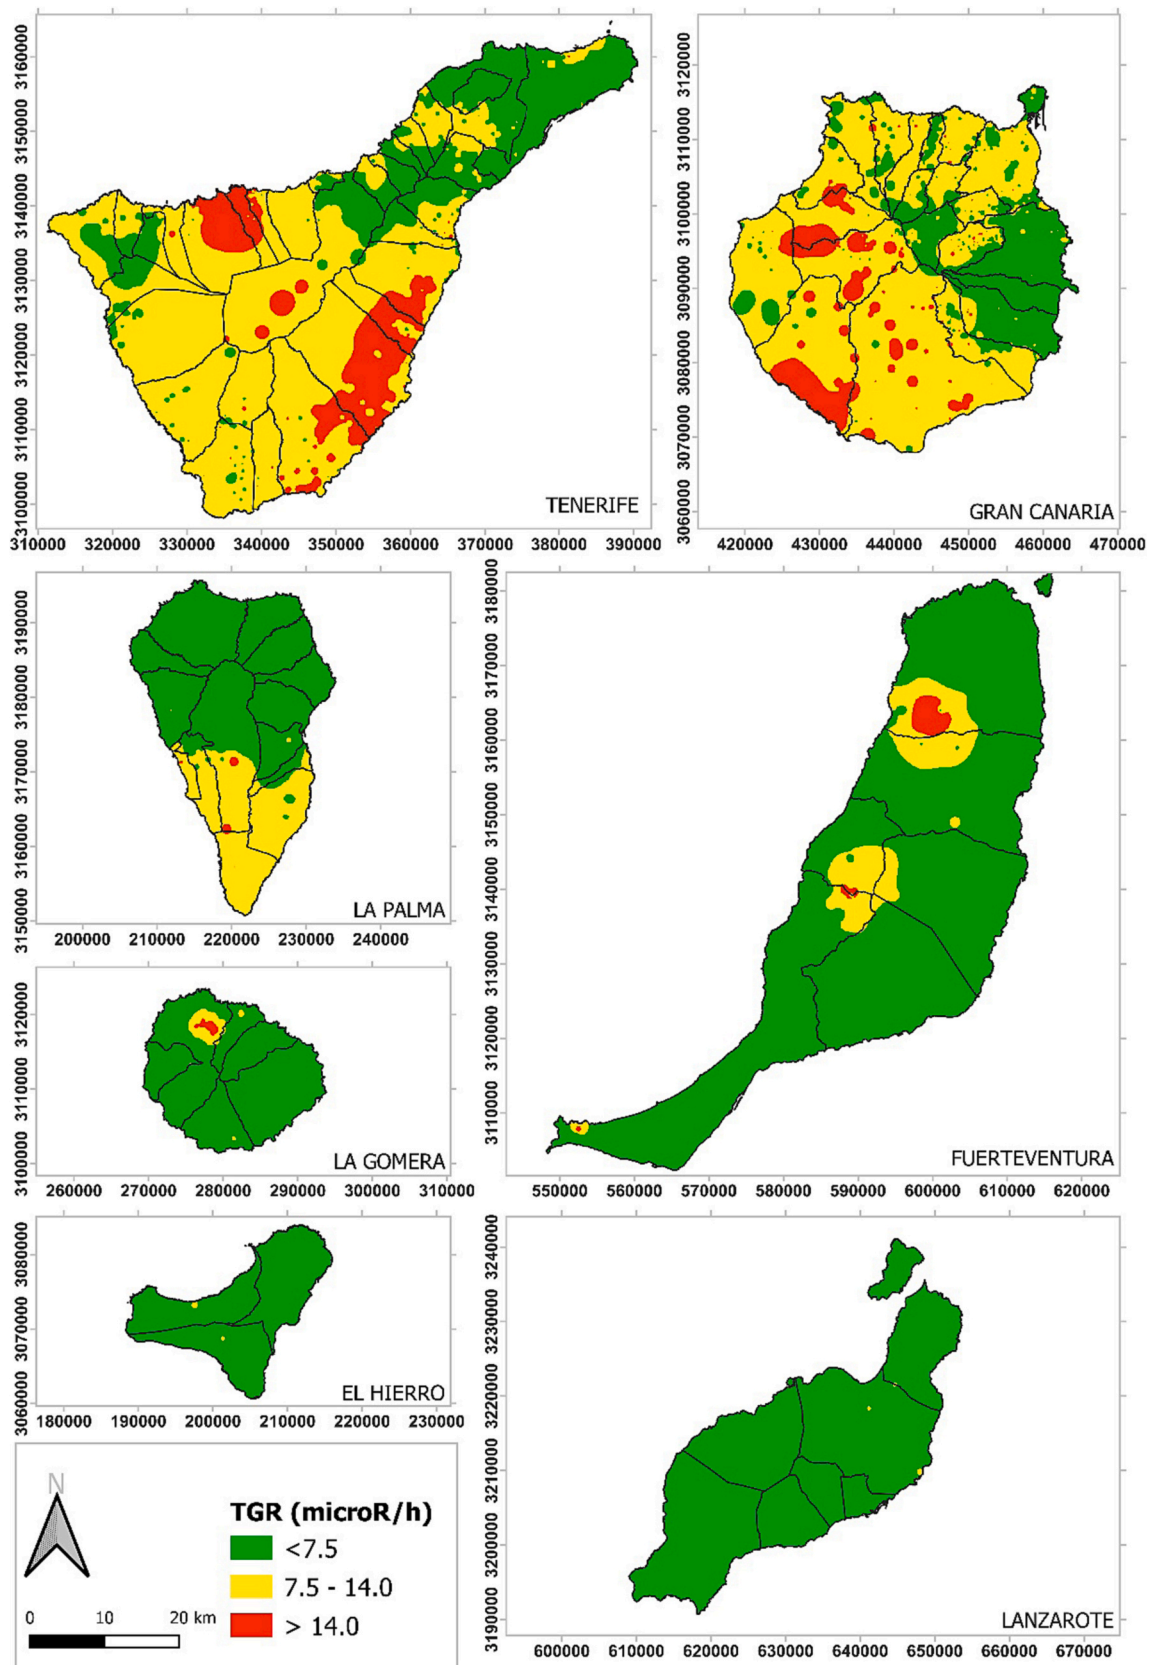 3160000
3150000
3140000
3130000
3120000
3110000
3100000
TENERIFE
310000 320000 330000 340000 350000 360000 370000 380000 390000
3120000
3110000
3100000
3090000
3080000
3070000
3060000
GRAN CANARIA
420000 430000 440000 450000 460000 470000
3190000
3180000
3170000
3160000
3150000
LA PALMA
200000 210000 220000 230000 240000
3180000
3170000
3160000
3150000
3140000
3130000
3120000
3110000
FUERTEVENTURA
550000 560000 570000 580000 590000 600000 610000 620000
3120000
3110000
3100000
LA GOMERA
260000 270000 280000 290000 300000 310000
3080000
3070000
3060000
EL HIERRO
180000 190000 200000 210000 220000 230000
3240000
3230000
3220000
3210000
3200000
3190000
LANZAROTE
600000 610000 620000 630000 640000 650000 660000 670000
N
0 10 20 km
TGR (microR/h)
<7.5
7.5 - 14.0
> 14.0